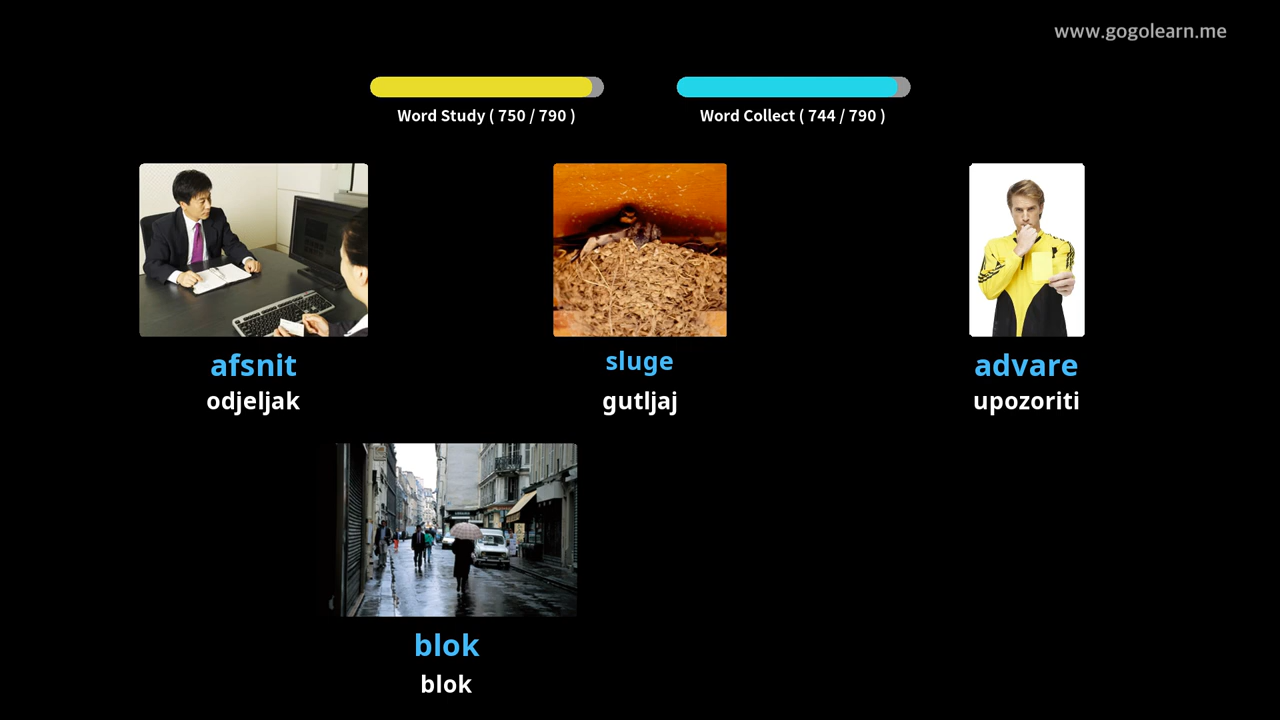 www.gogolearn.me
Word Study ( 750 / 790 )
Word Collect ( 744 / 790 )
afsnit
odjeljak
sluge
gutljaj
advare
upozoriti
blok
blok